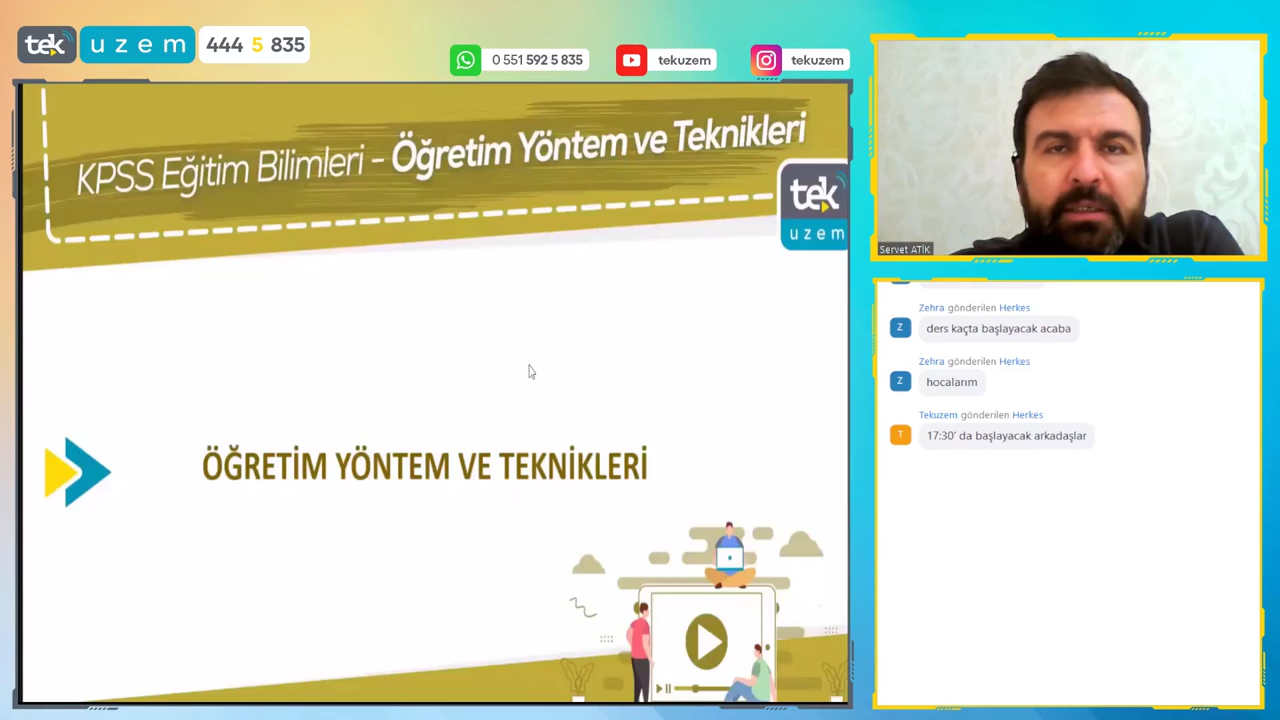 tek
uzem
444 5 835
0 551 592 5 835
tekuzem
tekuzem
KPSS Eğitim Bilimleri - Öğretim Yöntem ve Teknikleri
tek
uzem
ÖĞRETİM YÖNTEM VE TEKNİKLERİ
Servet ATİK
Zehra gönderilen Herkes
Z
ders kaçta başlayacak acaba
Zehra gönderilen Herkes
Z
hocalarım
Tekuzem gönderilen Herkes
T
17:30' da başlayacak arkadaşlar